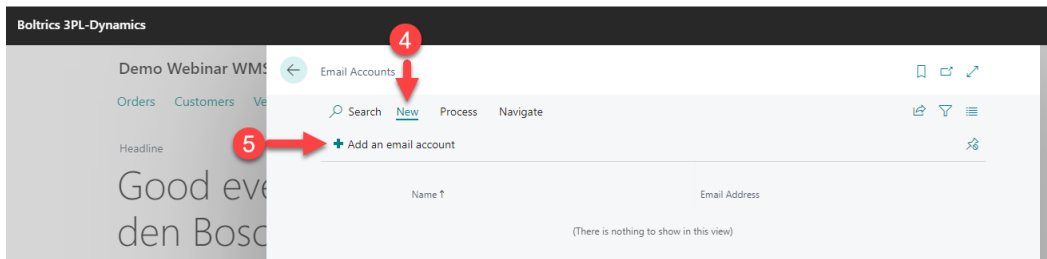 Boltrics 3PL-Dynamics
4
Demo Webinar WMS
Email Accounts
Orders Customers Ve
Search New Process Navigate
5
Add an email account
Headline
Good eve
den Bosc
Name ↑ Email Address
(There is nothing to show in this view)